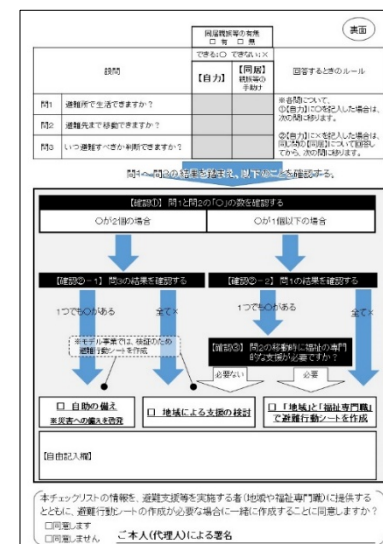 裏面
同居親族等の有無
□ 有 □ 無
できる:○ できない:×
設問
【自力】
【同居】
親族等の
手助け
回答するときのルール
問1 避難所で生活できますか?
問2 避難先まで移動できますか?
問3 いつ避難すべきか判断できますか?
※各問について、
①【自力】に○を記入した場合は、
次の問に移ります。
②【自力】に×を記入した場合は、
同じ問の【同居】について回答し
てから、次の問に移ります。
問1～問3の結果を踏まえ、以下のことを確認する。
【確認①】問1と問2の「○」の数を確認する
○が2個の場合
○が1個以下の場合
【確認②-1】問3の結果を確認する
【確認②-2】問1の結果を確認する
1つでも○がある
全て×
1つでも○がある
全て×
※モデル事業では、検証のため
避難行動シートを作成
【確認③】問2の移動時に福祉の専門
的な支援が必要ですか?
必要ない
必要
□ 自助の備え
※災害への備えを啓発
□ 地域による支援の検討
□ 「地域」と「福祉専門職」
で避難行動シートを作成
【自由記入欄】
本チェックリストの情報を、避難支援等を実施する者(地域や福祉専門職)に提供する
とともに、避難行動シートの作成が必要な場合に一緒に作成することに同意しますか?
□同意します
□同意しません
ご本人(代理人)による署名